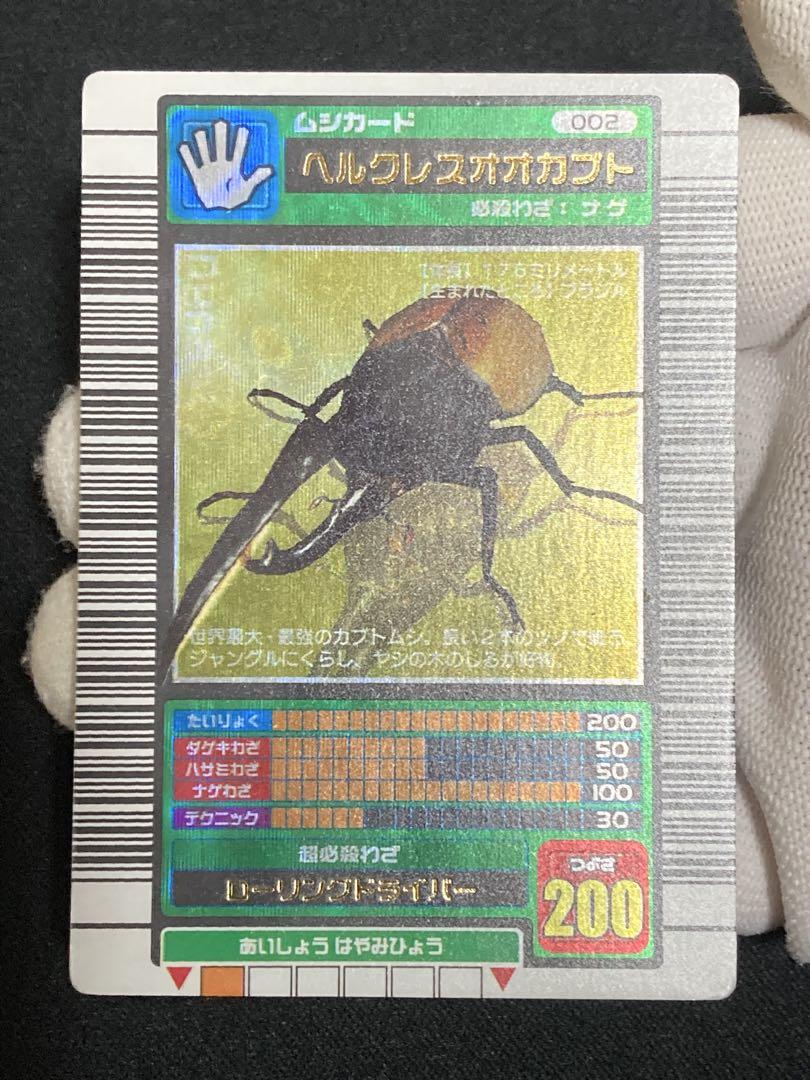 ムシカード
002
ヘルクレスオオカブト
必殺わざ：ナゲ
【体長】176ミリメートル
【生まれたところ】ブラジル
世界最大・最強のカブトムシ。長い2本のツノで戦う
ジャングルにくらし、ヤシの木のしるが好物
たいりょく 200
ダゲキわざ 50
ハサミわざ 50
ナゲわざ 100
テクニック 30
超必殺わざ
ローリングドライバー
つよさ
200
あいしょうはやみひょう